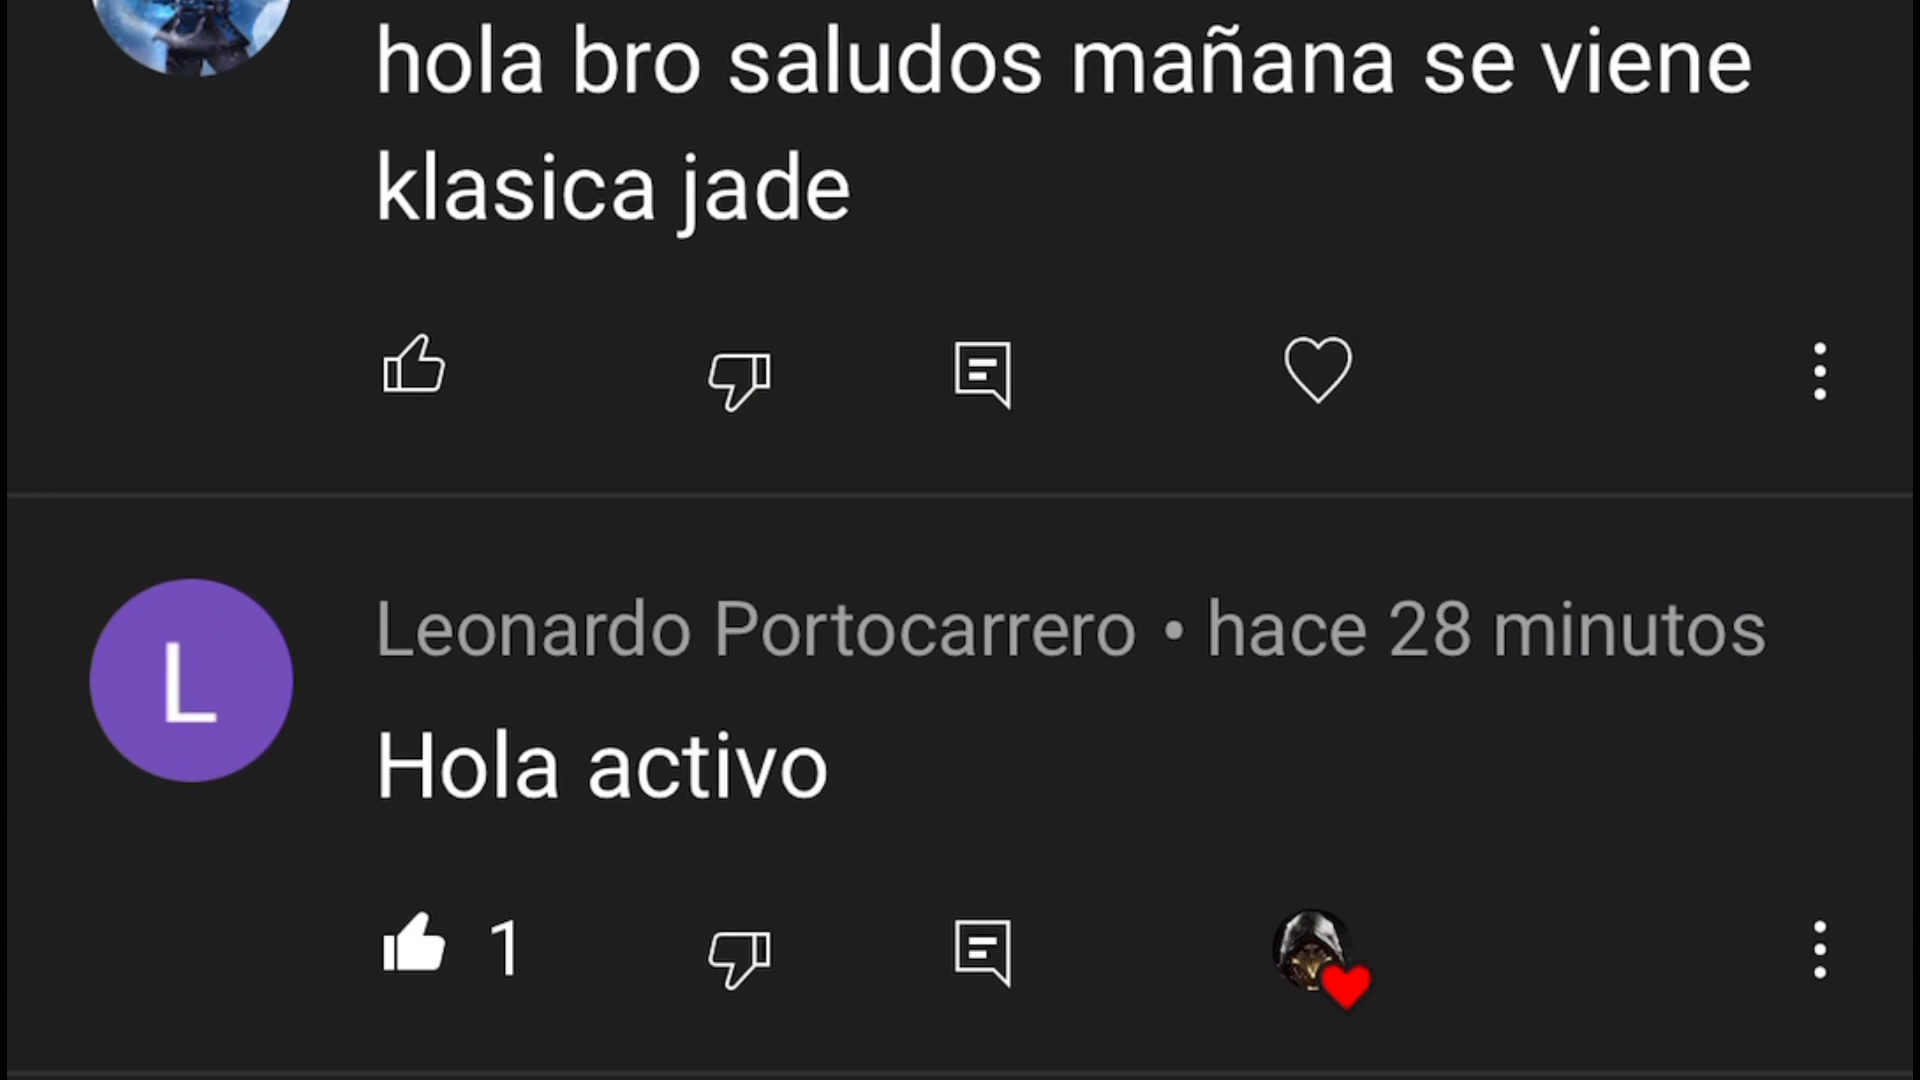 hola bro saludos mañana se viene
klasica jade
L
Leonardo Portocarrero • hace 28 minutos
Hola activo
1